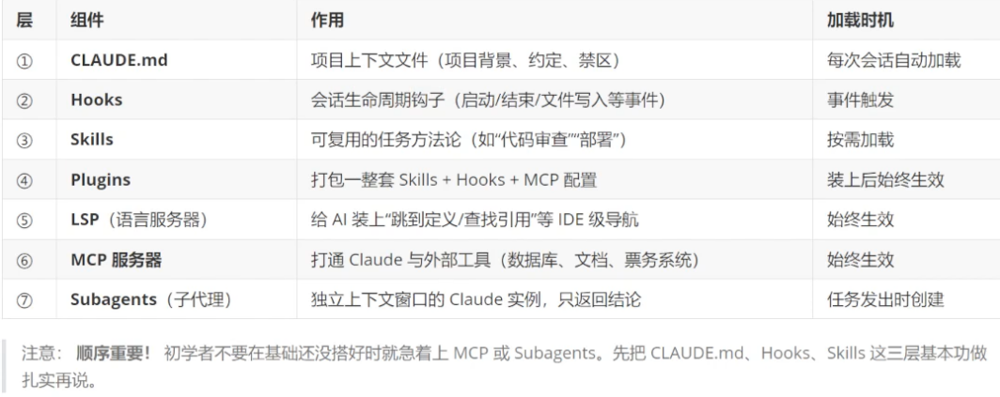 层 组件 作用 加载时机
① CLAUDE.md 项目上下文文件（项目背景、约定、禁区） 每次会话自动加载
② Hooks 会话生命周期钩子（启动/结束/文件写入等事件） 事件触发
③ Skills 可复用的任务方法论（如“代码审查”“部署”） 按需加载
④ Plugins 打包一整套 Skills + Hooks + MCP 配置 装上后始终生效
⑤ LSP（语言服务器） 给 AI 装上“跳到定义/查找引用”等 IDE 级导航 始终生效
⑥ MCP 服务器 打通 Claude 与外部工具（数据库、文档、票务系统） 始终生效
⑦ Subagents（子代理） 独立上下文窗口的 Claude 实例，只返回结论 任务发出时创建
注意： 顺序重要！ 初学者不要在基础还没搭好时就急着上 MCP 或 Subagents。先把 CLAUDE.md、Hooks、Skills 这三层基本功做
扎实再说。